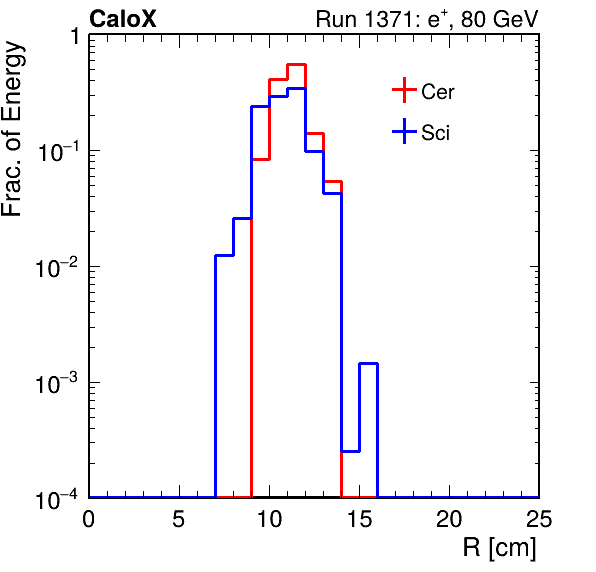 CaloX Run 1371: e⁺, 80 GeV
Frac. of Energy
1
10⁻¹
10⁻²
10⁻³
10⁻⁴
Cer
Sci
0 5 10 15 20 25
R [cm]